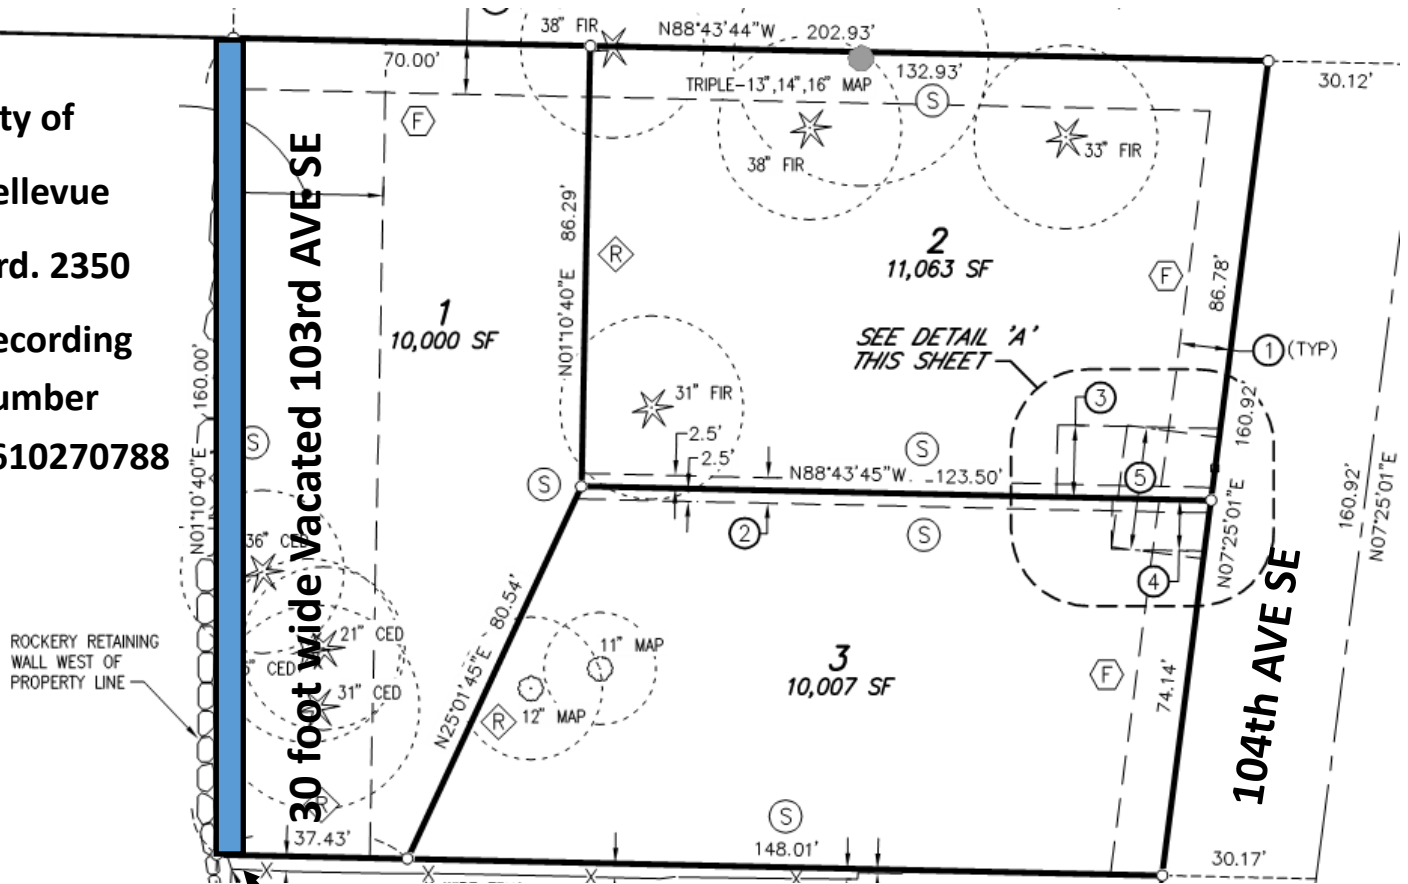 38" FIR
N88°43'44"W 202.93'
70.00'
132.93'
30.12'
TRIPLE-13",14",16" MAP
S
F
ty of
ellevue
rd. 2350
ecording
umber
610270788
30 foot wide Vacated 103rd AVE SE
38" FIR
33" FIR
86.29'
N01°10'40"E
R
2
11,063 SF
F
86.78'
1
10,000 SF
SEE DETAIL 'A'
THIS SHEET
1 (TYP)
160.00'
N01°10'40"E
31" FIR
3
160.92'
S
2.5'
2.5'
S
S
N88°43'45"W 123.50'
5
N07°25'01"E
160.92'
N07°25'01"E
2
S
36" CED
4
104th AVE SE
80.54'
N25°01'45"E
ROCKERY RETAINING
WALL WEST OF
PROPERTY LINE
21" CED
" CED
31" CED
11" MAP
12" MAP
R
3
10,007 SF
F
74.14'
R
S
37.43'
148.01'
30.17'
X X X X